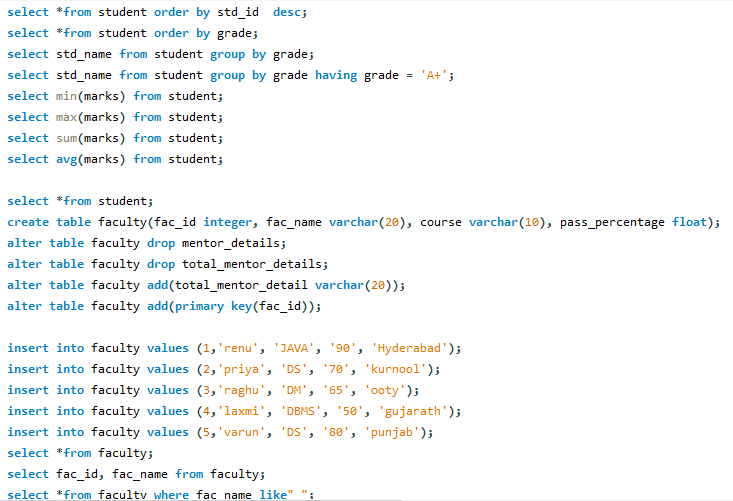 select *from student order by std_id  desc;
select *from student order by grade;
select std_name from student group by grade;
select std_name from student group by grade having grade = 'A+';
select min(marks) from student;
select max(marks) from student;
select sum(marks) from student;
select avg(marks) from student;

select *from student;
create table faculty(fac_id integer, fac_name varchar(20), course varchar(10), pass_percentage float);
alter table faculty drop mentor_details;
alter table faculty drop total_mentor_details;
alter table faculty add(total_mentor_detail varchar(20));
alter table faculty add(primary key(fac_id));

insert into faculty values (1,'renu', 'JAVA', '90', 'Hyderabad');
insert into faculty values (2,'priya', 'DS', '70', 'kurnool');
insert into faculty values (3,'raghu', 'DM', '65', 'ooty');
insert into faculty values (4,'laxmi', 'DBMS', '50', 'gujarath');
insert into faculty values (5,'varun', 'DS', '80', 'punjab');
select *from faculty;
select fac_id, fac_name from faculty;
select *from faculty where fac_name like"_";